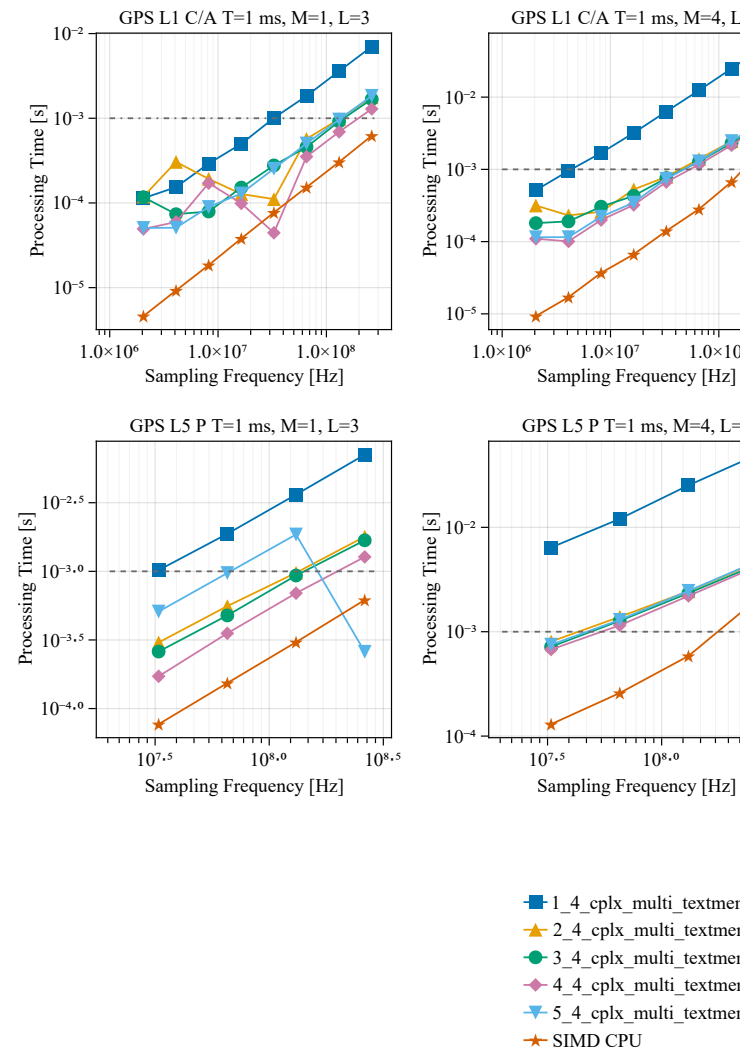 GPS L1 C/A T=1 ms, M=1, L=3
10⁻²
10⁻³
10⁻⁴
10⁻⁵
Processing Time [s]
1.0×10⁶
1.0×10⁷
1.0×10⁸
Sampling Frequency [Hz]
GPS L1 C/A T=1 ms, M=4, L
10⁻²
10⁻³
10⁻⁴
10⁻⁵
Processing Time [s]
1.0×10⁶
1.0×10⁷
1.0×10
Sampling Frequency [Hz]
GPS L5 P T=1 ms, M=1, L=3
10⁻²·⁵
10⁻³·⁰
10⁻³·⁵
10⁻⁴·⁰
Processing Time [s]
10⁷·⁵
10⁸·⁰
10⁸·⁵
Sampling Frequency [Hz]
GPS L5 P T=1 ms, M=4, L=
10⁻²
10⁻³
10⁻⁴
Processing Time [s]
10⁷·⁵
10⁸·⁰
Sampling Frequency [Hz]
1_4_cplx_multi_textmer
2_4_cplx_multi_textmer
3_4_cplx_multi_textmer
4_4_cplx_multi_textmer
5_4_cplx_multi_textmer
SIMD CPU